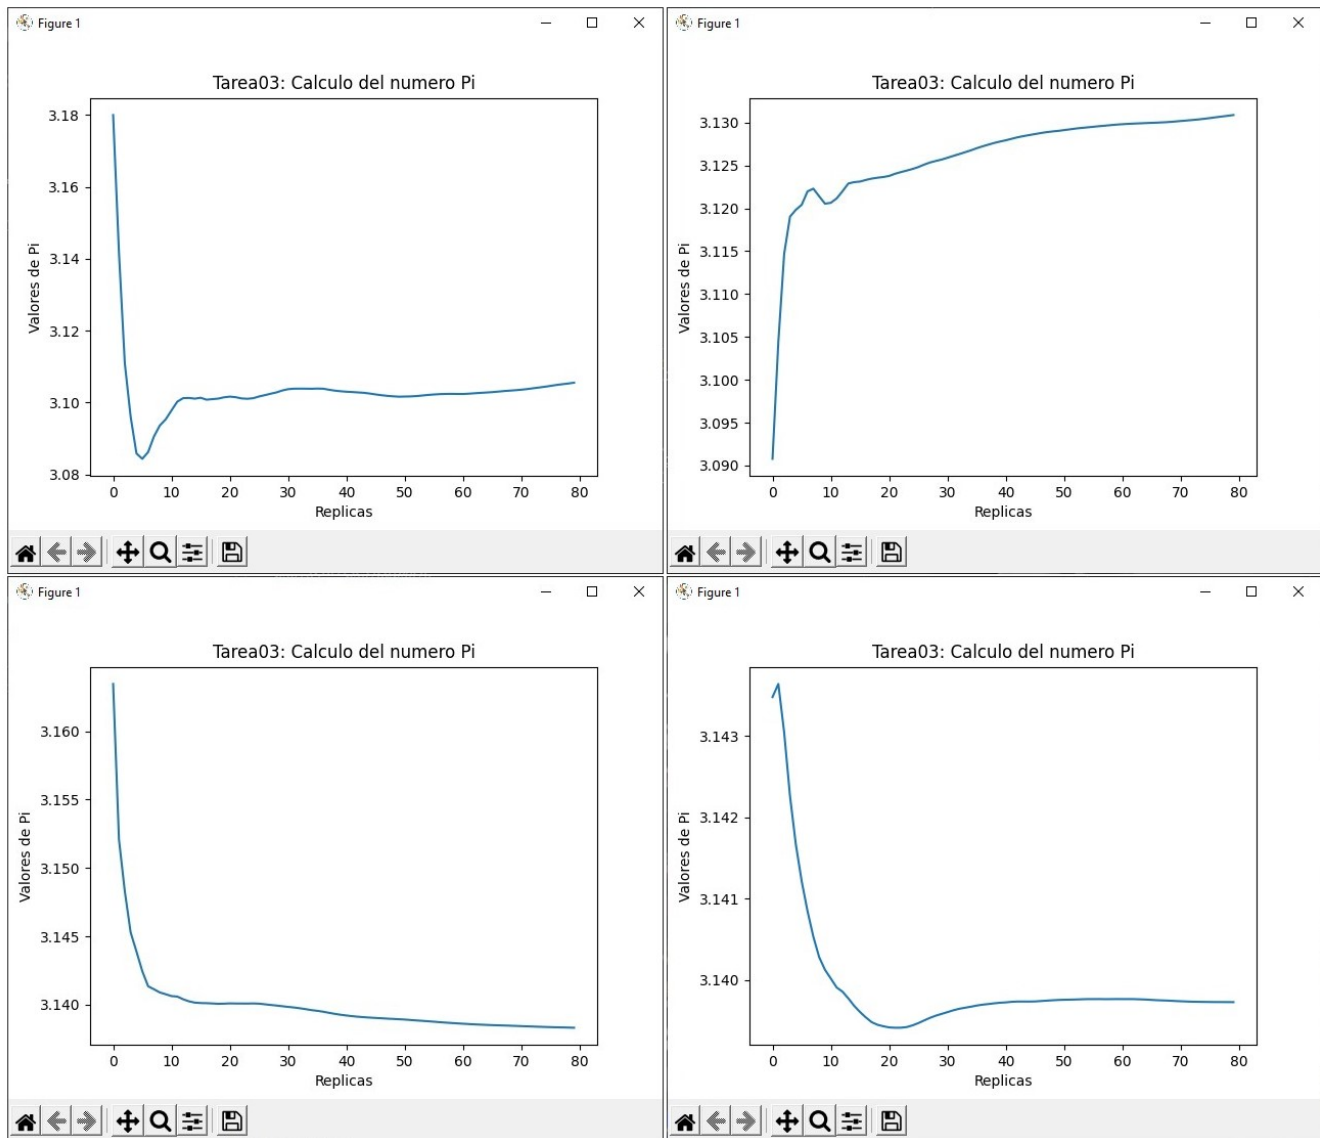 Figure 1
Tarea03: Calculo del numero Pi
3.18
3.16
3.14
3.12
3.10
3.08
Valores de Pi
0 10 20 30 40 50 60 70 80
Replicas
Figure 1
Tarea03: Calculo del numero Pi
3.130
3.125
3.120
3.115
3.110
3.105
3.100
3.095
3.090
Valores de Pi
0 10 20 30 40 50 60 70 80
Replicas
Figure 1
Tarea03: Calculo del numero Pi
3.160
3.155
3.150
3.145
3.140
Valores de Pi
0 10 20 30 40 50 60 70 80
Replicas
Figure 1
Tarea03: Calculo del numero Pi
3.143
3.142
3.141
3.140
Valores de Pi
0 10 20 30 40 50 60 70 80
Replicas